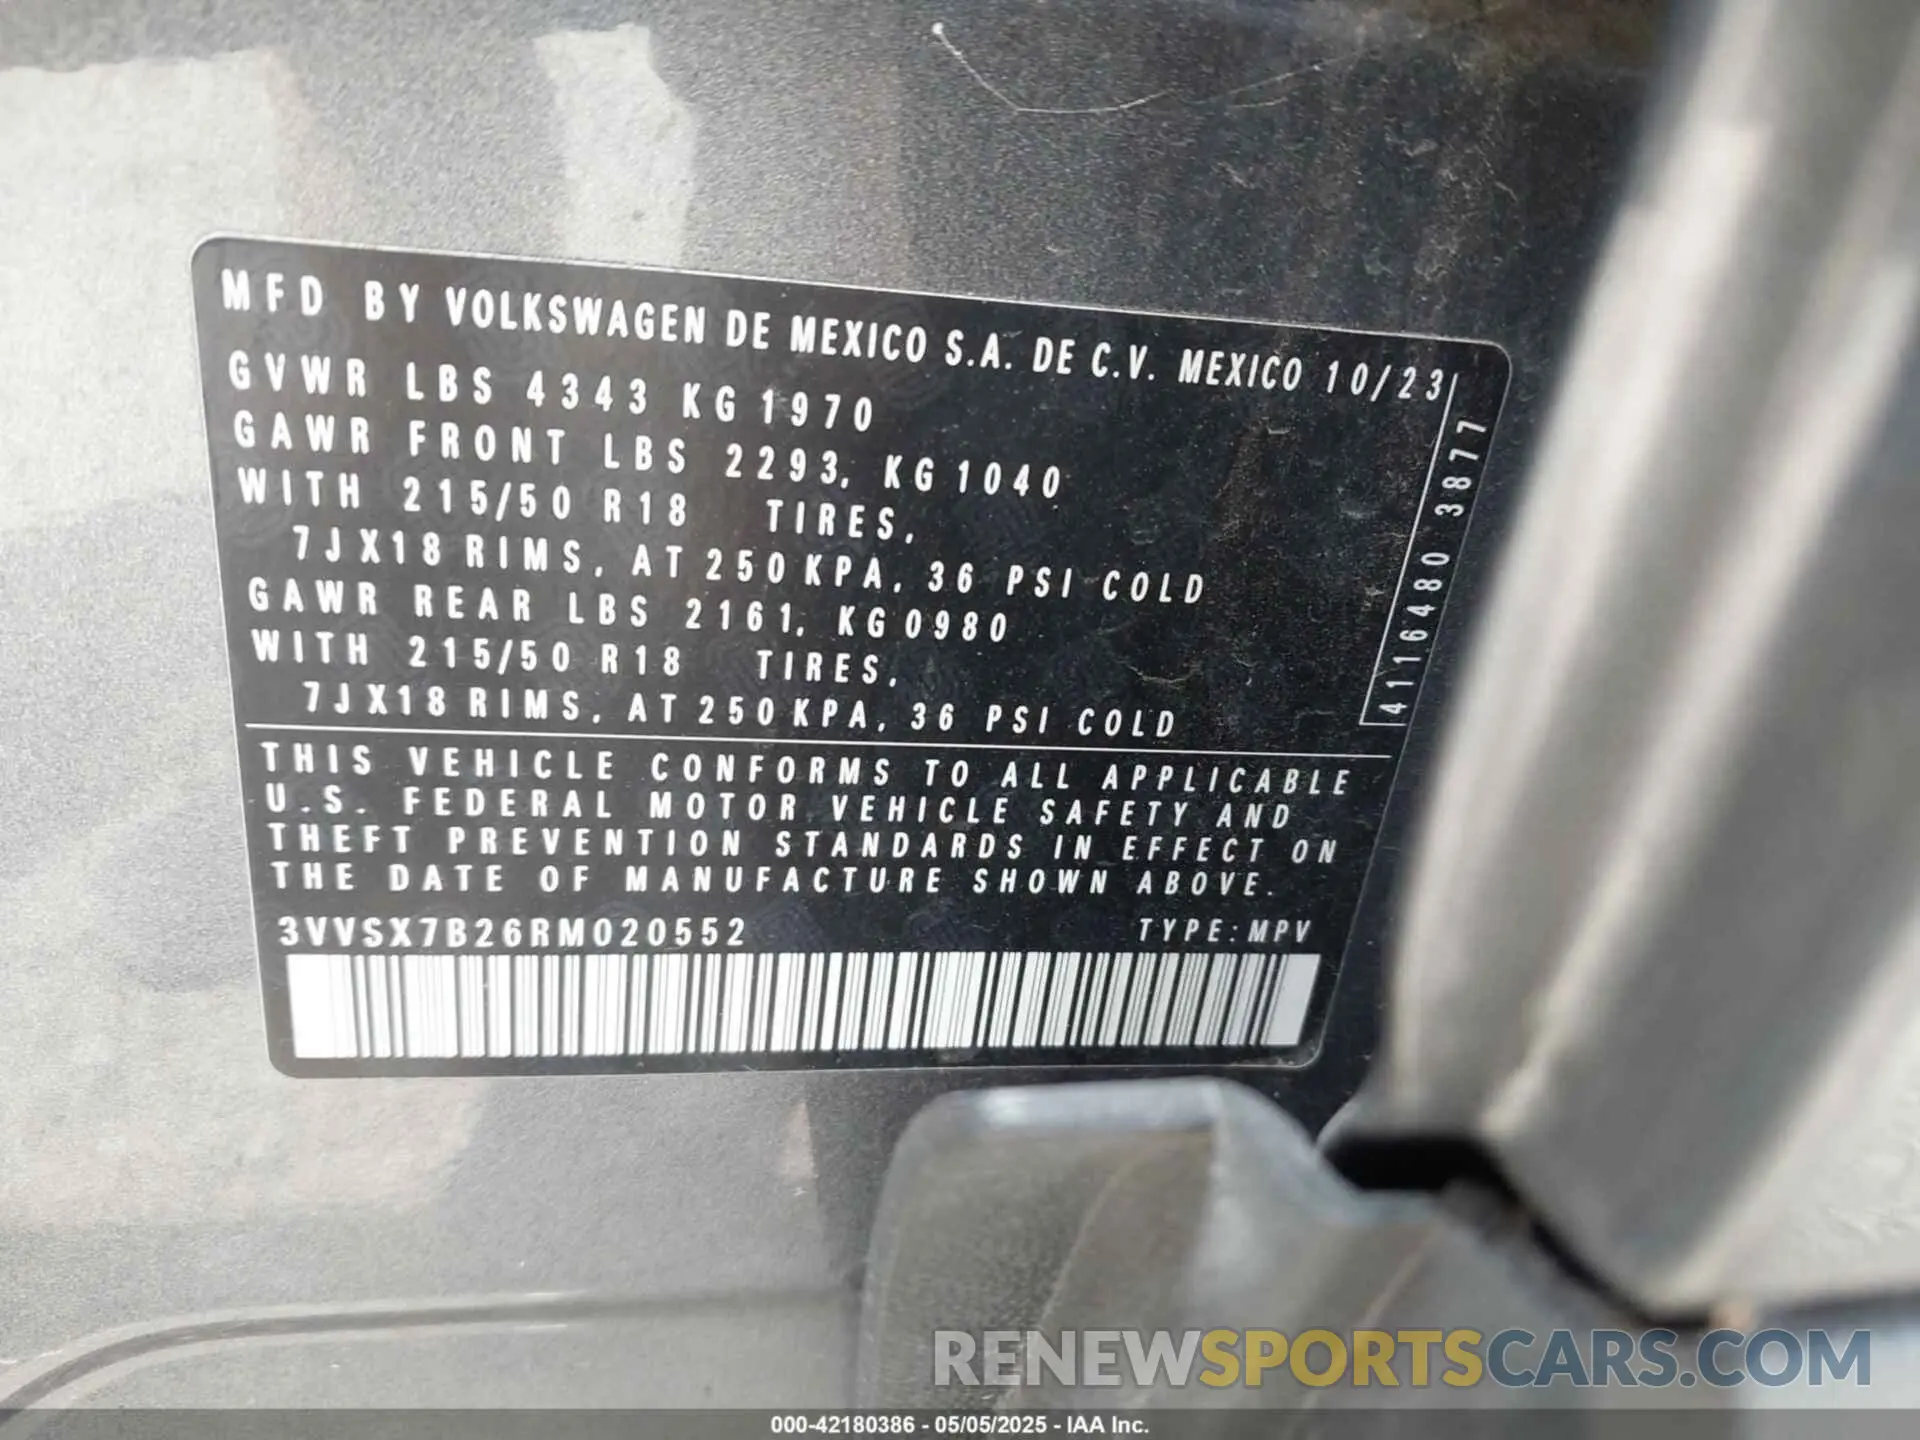 MFD BY VOLKSWAGEN DE MEXICO S.A. DE C.V. MEXICO 10/23
GVWR LBS 4343 KG 1970
GAWR FRONT LBS 2293, KG 1040
WITH 215/50 R18 TIRES,
7JX18 RIMS, AT 250 KPA, 36 PSI COLD
GAWR REAR LBS 2161, KG 0980
WITH 215/50 R18 TIRES,
7JX18 RIMS, AT 250 KPA, 36 PSI COLD
4116480 3877
THIS VEHICLE CONFORMS TO ALL APPLICABLE
U.S. FEDERAL MOTOR VEHICLE SAFETY AND
THEFT PREVENTION STANDARDS IN EFFECT ON
THE DATE OF MANUFACTURE SHOWN ABOVE.
3VVSX7B26RM020552 TYPE:MPV
RENEWSPORTSCARS.COM
000-42180386 - 05/05/2025 - IAA Inc.